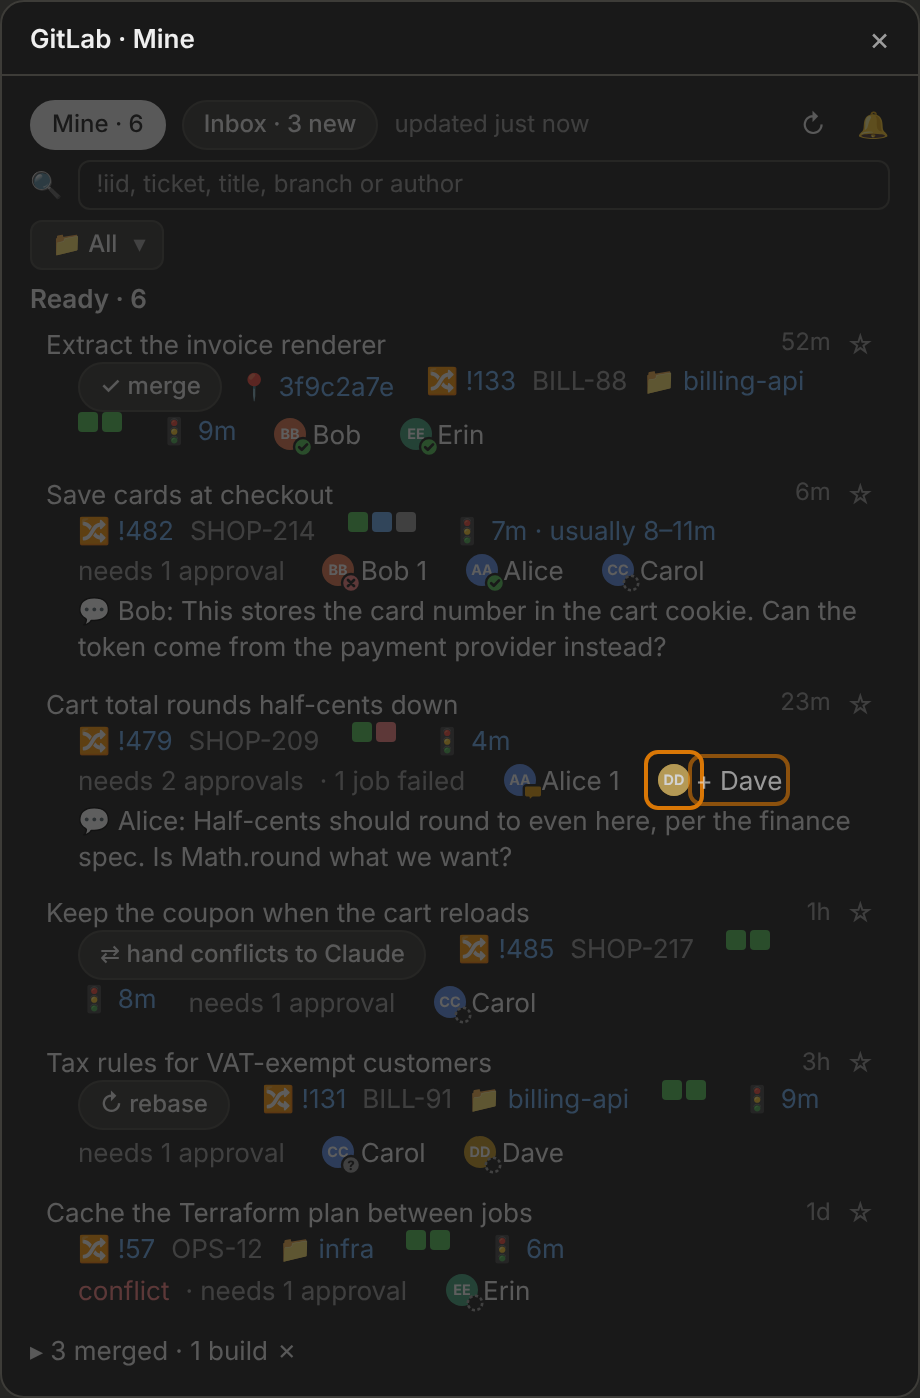 GitLab · Mine ×
Mine · 6 Inbox · 3 new updated just now
!iid, ticket, title, branch or author
All ▾
Ready · 6
Extract the invoice renderer 52m ☆
✓ merge 3f9c2a7e !133 BILL-88 billing-api
9m BB Bob EE Erin
Save cards at checkout 6m ☆
!482 SHOP-214 7m · usually 8–11m
needs 1 approval BB Bob 1 AA Alice CC Carol
Bob: This stores the card number in the cart cookie. Can the
token come from the payment provider instead?
Cart total rounds half-cents down 23m ☆
!479 SHOP-209 4m
needs 2 approvals · 1 job failed AA Alice 1 DD + Dave
Alice: Half-cents should round to even here, per the finance
spec. Is Math.round what we want?
Keep the coupon when the cart reloads 1h ☆
⇄ hand conflicts to Claude !485 SHOP-217
8m needs 1 approval CC Carol
Tax rules for VAT-exempt customers 3h ☆
↻ rebase !131 BILL-91 billing-api 9m
needs 1 approval CC ? Carol DD Dave
Cache the Terraform plan between jobs 1d ☆
!57 OPS-12 infra 6m
conflict · needs 1 approval EE Erin
▸ 3 merged · 1 build ×